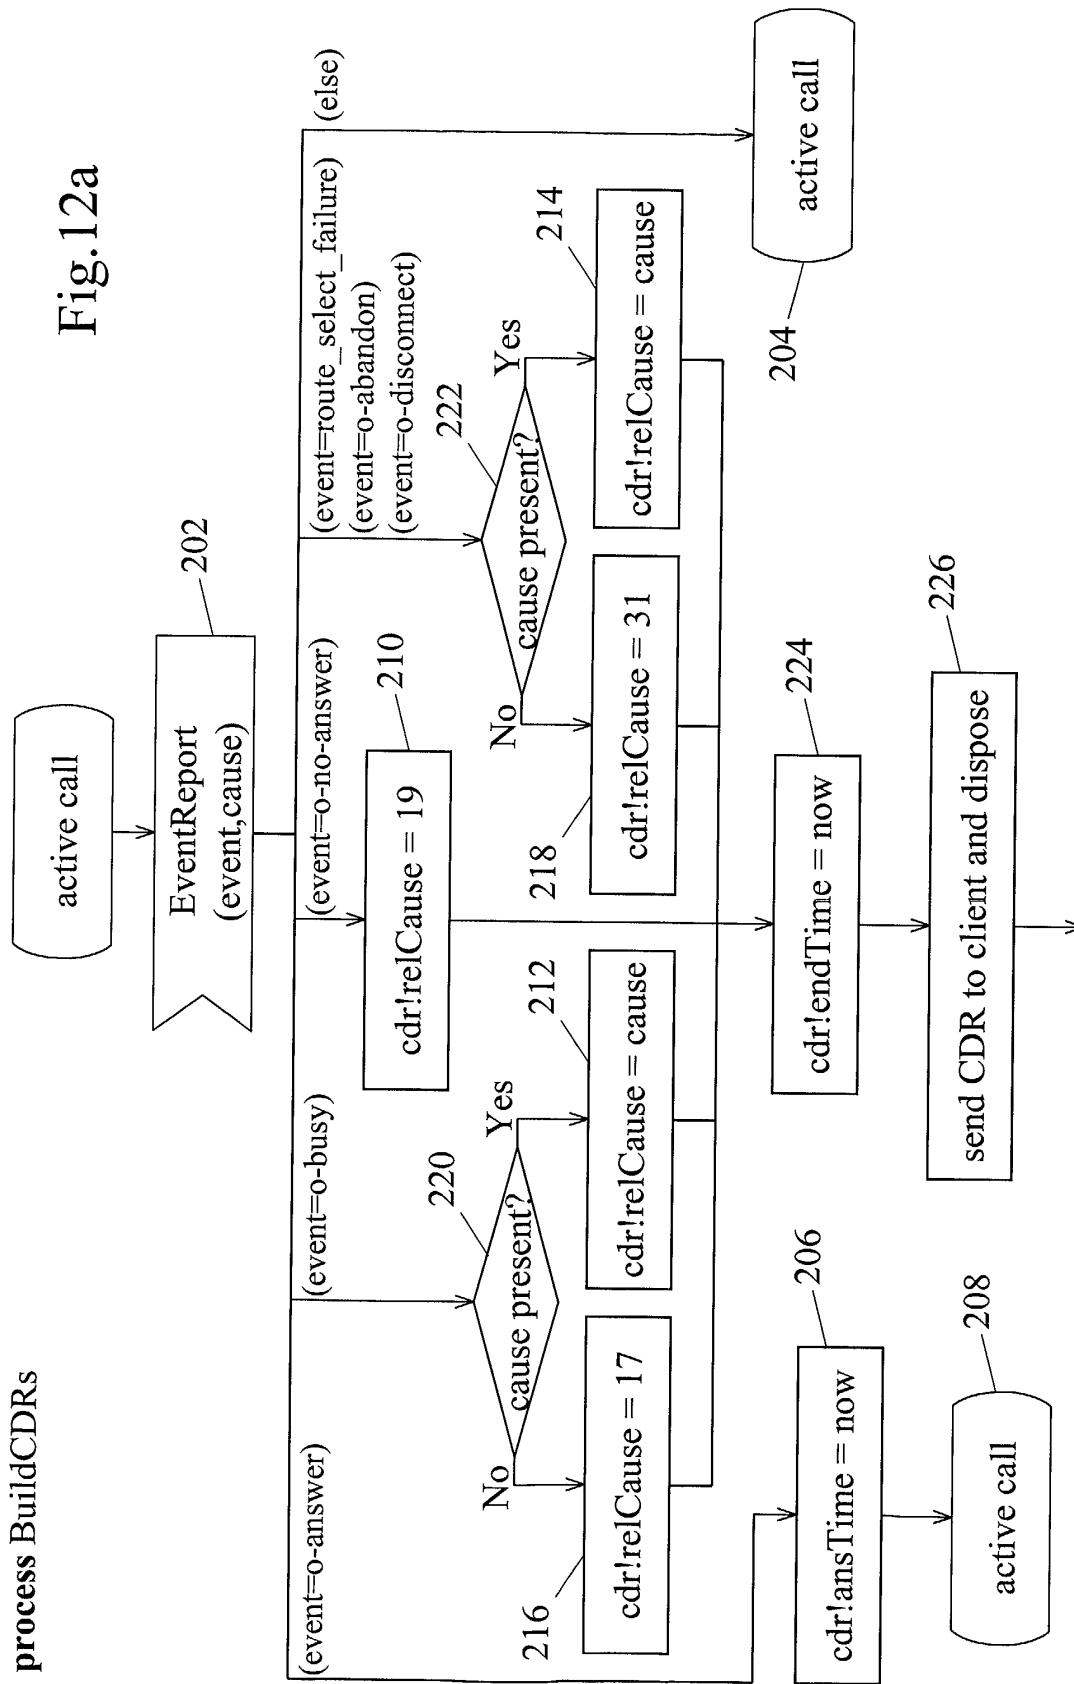 process BuildCDRs
Fig.12a
active call
EventReport
(event,cause)
202
(event=o-answer)
(event=o-busy)
(event=o-no-answer)
(event=route_select_failure)
(event=o-abandon)
(event=o-disconnect)
(else)
220
cause present?
No
Yes
cdr!relCause = 19
210
222
cause present?
No
Yes
216
cdr!relCause = 17
212
cdr!relCause = cause
218
cdr!relCause = 31
214
cdr!relCause = cause
cdr!ansTime = now
206
cdr!endTime = now
224
active call
204
active call
208
send CDR to client and dispose
226